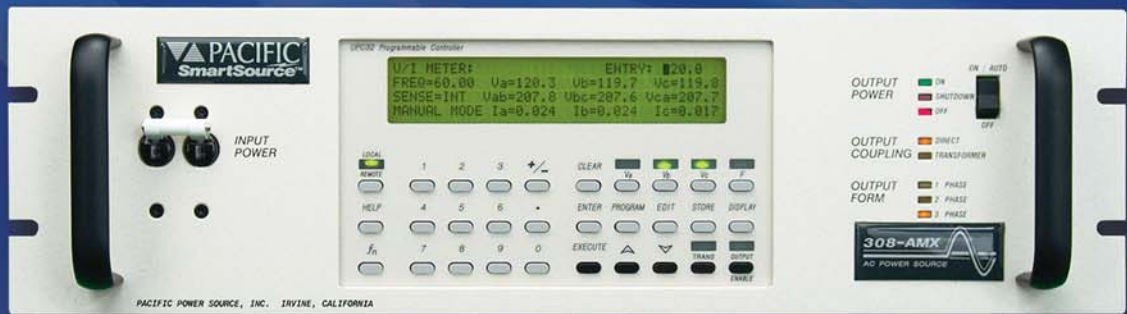 PACIFIC
SmartSource™
INPUT
POWER
UPC32 Programmable Controller
V/I METER: ENTRY: 120.0
FREQ=60.00 Va=120.3 Vb=119.7 Vc=119.8
SENSE=INT Vab=207.8 Vbc=207.6 Vca=207.7
MANUAL MODE Ia=0.024 Ib=0.024 Ic=0.017
LOCAL
REMOTE
1 2 3 +/-
CLEAR Va Vb Vc F
HELP 4 5 6 .
ENTER PROGRAM EDIT STORE DISPLAY
fn 7 8 9 0
EXECUTE TRANS OUTPUT
ENABLE
OUTPUT
POWER
ON
SHUTDOWN
OFF
ON / AUTO
OFF
OUTPUT
COUPLING
DIRECT
TRANSFORMER
OUTPUT
FORM
1 PHASE
2 PHASE
3 PHASE
308-AMX
AC POWER SOURCE
PACIFIC POWER SOURCE, INC. IRVINE, CALIFORNIA